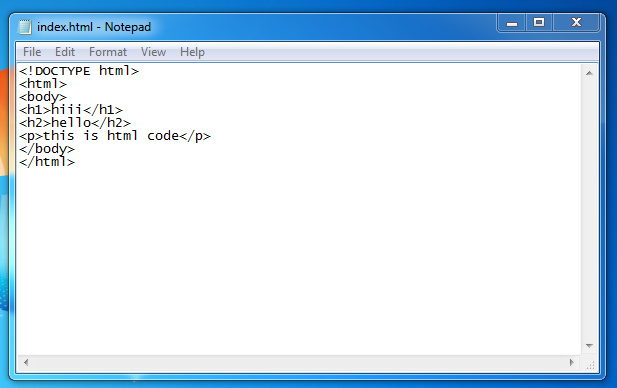 index.html - Notepad
File Edit Format View Help
<!DOCTYPE html>
<html>
<body>
<h1>hiii</h1>
<h2>hello</h2>
<p>this is html code</p>
</body>
</html>